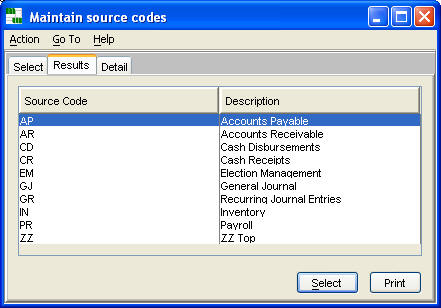 Maintain source codes
Action Go To Help
Select Results Detail
Source Code Description
AP Accounts Payable
AR Accounts Receivable
CD Cash Disbursements
CR Cash Receipts
EM Election Management
GJ General Journal
GR Recurring Journal Entries
IN Inventory
PR Payroll
ZZ ZZ Top
Select Print